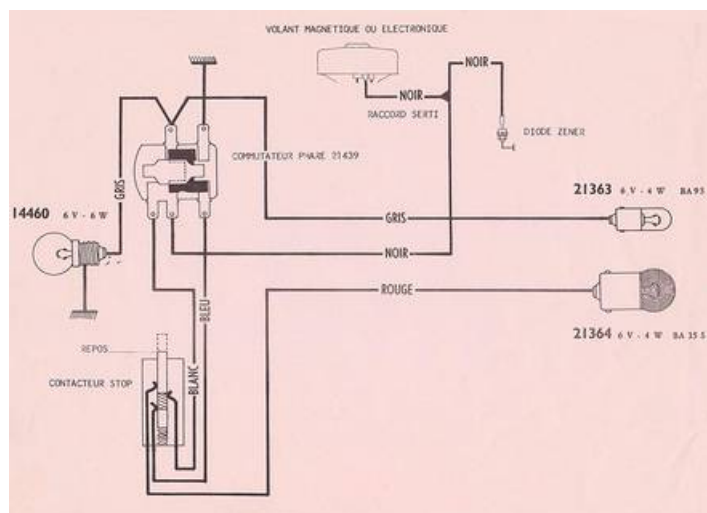 VOLANT MAGNETIQUE OU ELECTRONIQUE
NOIR
NOIR
RACCORD SERTI
DIODE ZENER
COMMUTATEUR PHARE 21439
GRIS
21363 6 V - 4 W BA 9 S
14460 6 V - 6 W
GRIS
NOIR
ROUGE
BLEU
21364 6 V - 4 W BA 15 S
REPOS
BLANC
CONTACTEUR STOP